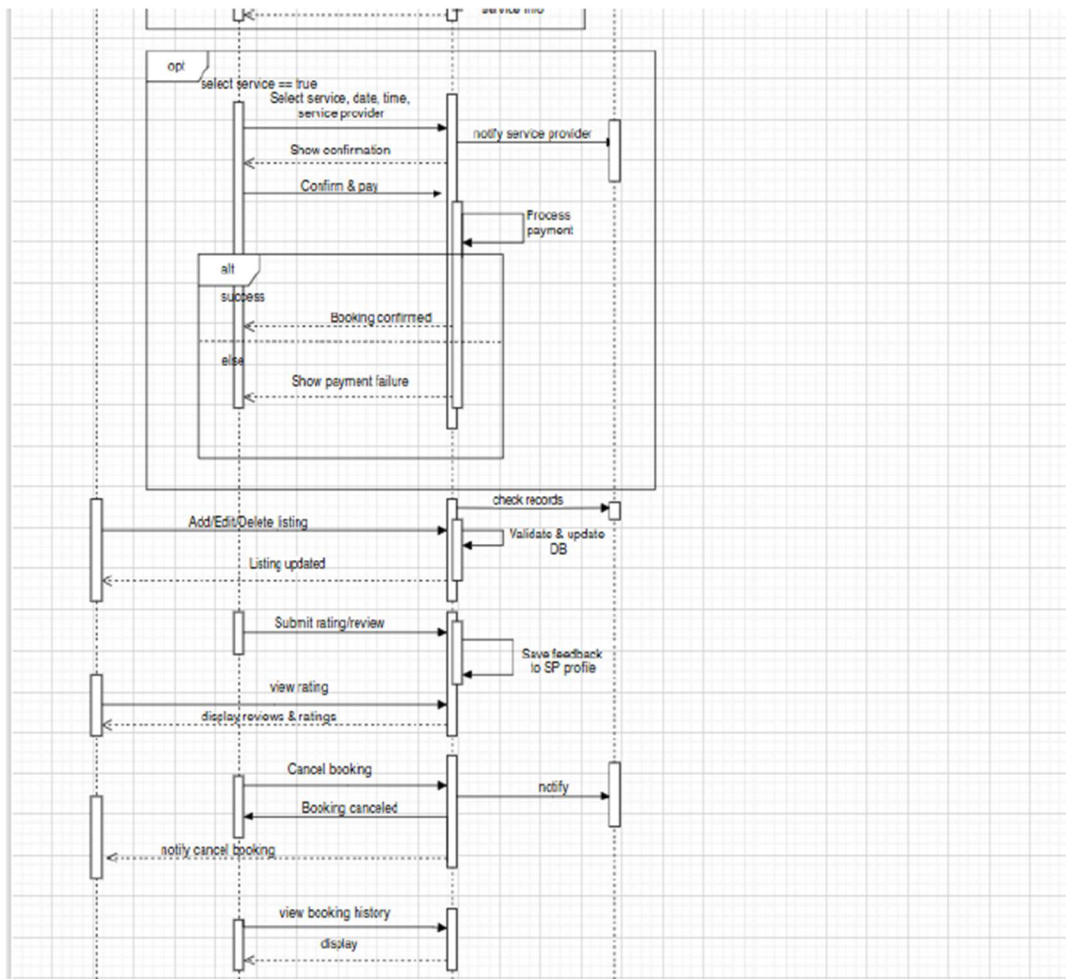 service info
opt
select service == true
Select service, date, time,
service provider
notify service provider
Show confirmation
Confirm & pay
Process
payment
alt
success
Booking confirmed
else
Show payment failure
check records
Add/Edit/Delete listing
Validate & update
DB
Listing updated
Submit rating/review
Save feedback
to SP profile
view rating
display reviews & ratings
Cancel booking
notify
Booking canceled
notify cancel booking
view booking history
display